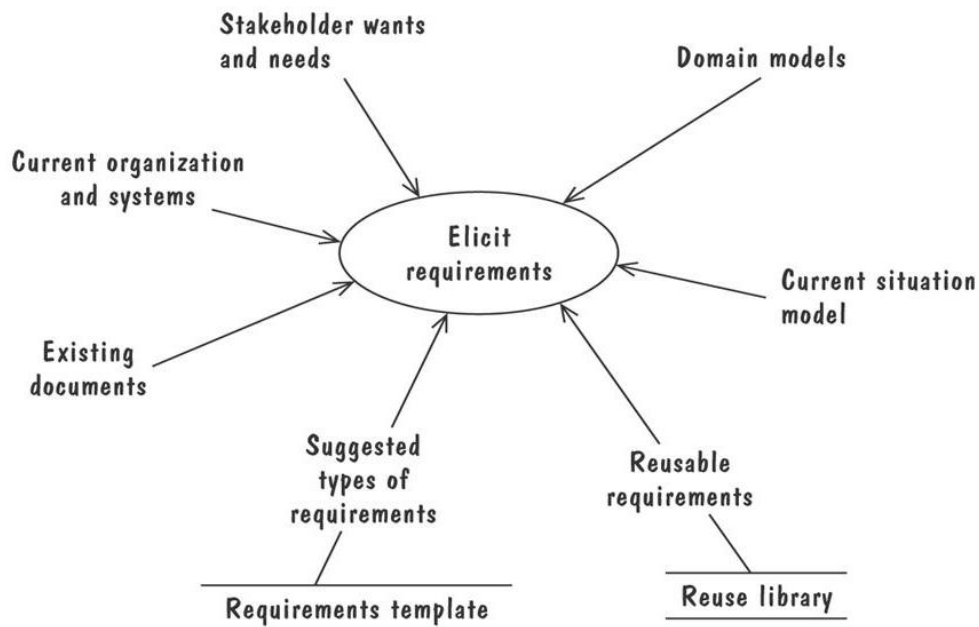 Stakeholder wants
and needs
Domain models
Current organization
and systems
Elicit
requirements
Current situation
model
Existing
documents
Suggested
types of
requirements
Reusable
requirements
Requirements template
Reuse library